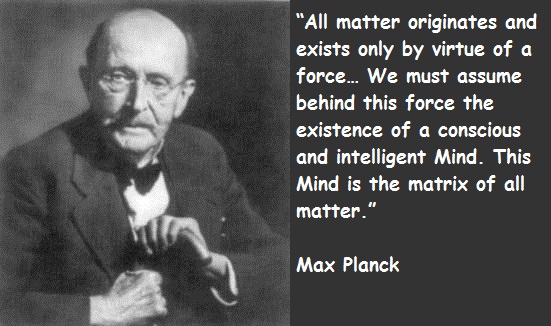 “All matter originates and
exists only by virtue of a
force… We must assume
behind this force the
existence of a conscious
and intelligent Mind. This
Mind is the matrix of all
matter.”
Max Planck